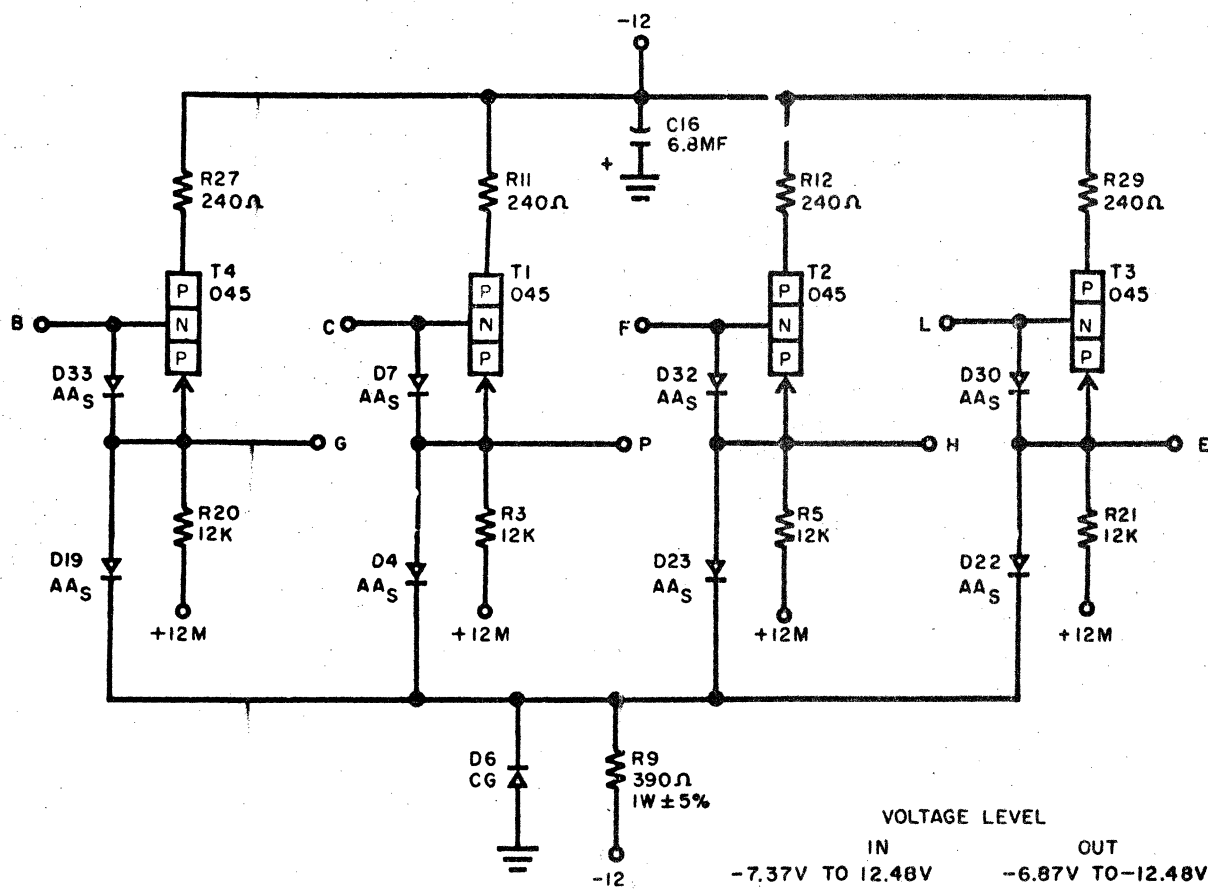 -12
C16
6.8MF
+
R27
240Ω
R11
240Ω
R12
240Ω
R29
240Ω
T4
045
P
N
P
T1
045
P
N
P
T2
045
P
N
P
T3
045
P
N
P
B
C
F
L
D33
AAS
D7
AAS
D32
AAS
D30
AAS
G
P
H
E
R20
12K
R3
12K
R5
12K
R21
12K
D19
AAS
D4
AAS
D23
AAS
D22
AAS
+12M
+12M
+12M
+12M
D6
CG
R9
390Ω
1W ±5%
-12
VOLTAGE LEVEL
IN OUT
-7.37V TO 12.48V -6.87V TO -12.48V